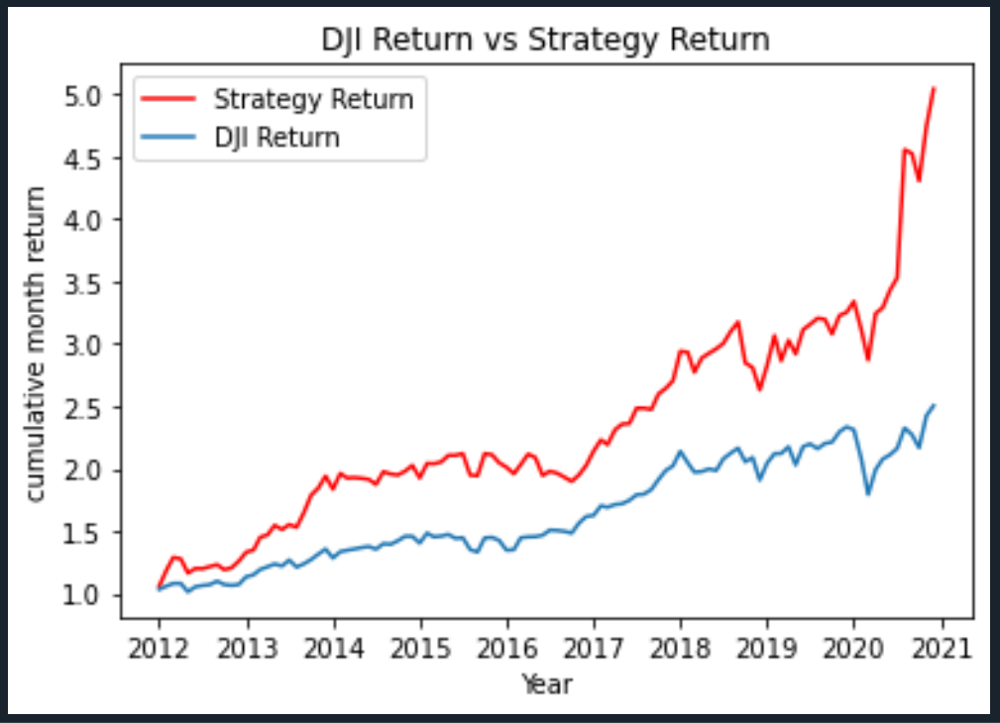 DJI Return vs Strategy Return
Strategy Return
DJI Return
5.0
4.5
4.0
3.5
3.0
2.5
2.0
1.5
1.0
cumulative month return
2012 2013 2014 2015 2016 2017 2018 2019 2020 2021
Year